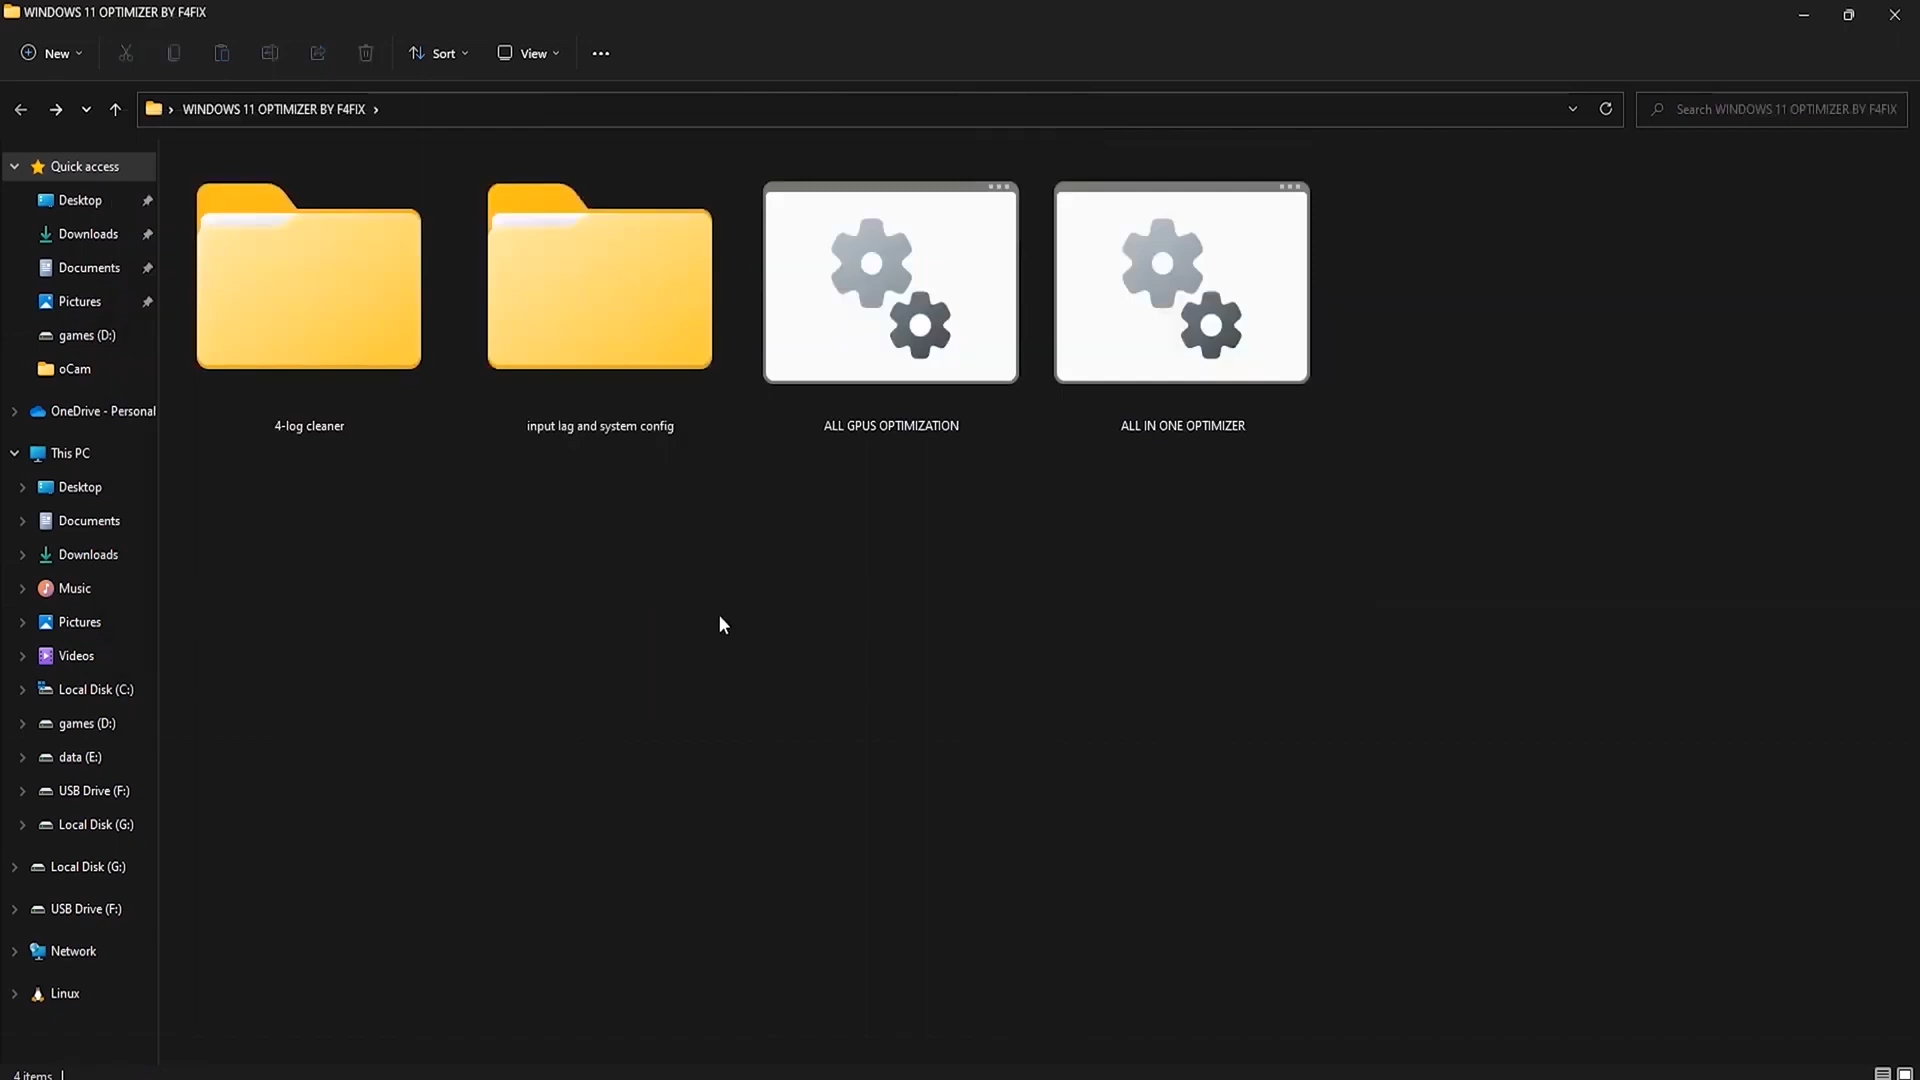 WINDOWS 11 OPTIMIZER BY F4FIX
New
Sort
View
WINDOWS 11 OPTIMIZER BY F4FIX
Search WINDOWS 11 OPTIMIZER BY F4FIX
Quick access
Desktop
Downloads
Documents
Pictures
games (D:)
oCam
OneDrive - Personal
This PC
Desktop
Documents
Downloads
Music
Pictures
Videos
Local Disk (C:)
games (D:)
data (E:)
USB Drive (F:)
Local Disk (G:)
Local Disk (G:)
USB Drive (F:)
Network
Linux
4-log cleaner
input lag and system config
ALL GPUS OPTIMIZATION
ALL IN ONE OPTIMIZER
4 items